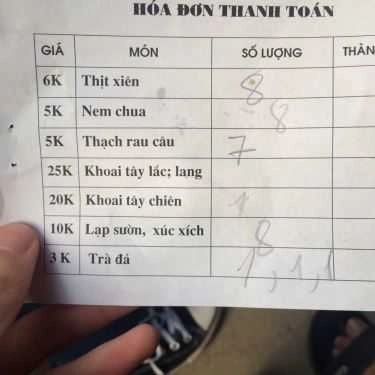 HÓA ĐƠN THANH TOÁN
GIÁ MÓN SỐ LƯỢNG THÀN
6K Thịt xiên 8
5K Nem chua 8
5K Thạch rau câu 7
25K Khoai tây lắc; lang
20K Khoai tây chiên 1
10K Lạp sườn, xúc xích 8
3 K Trà đá 1, 1, 1